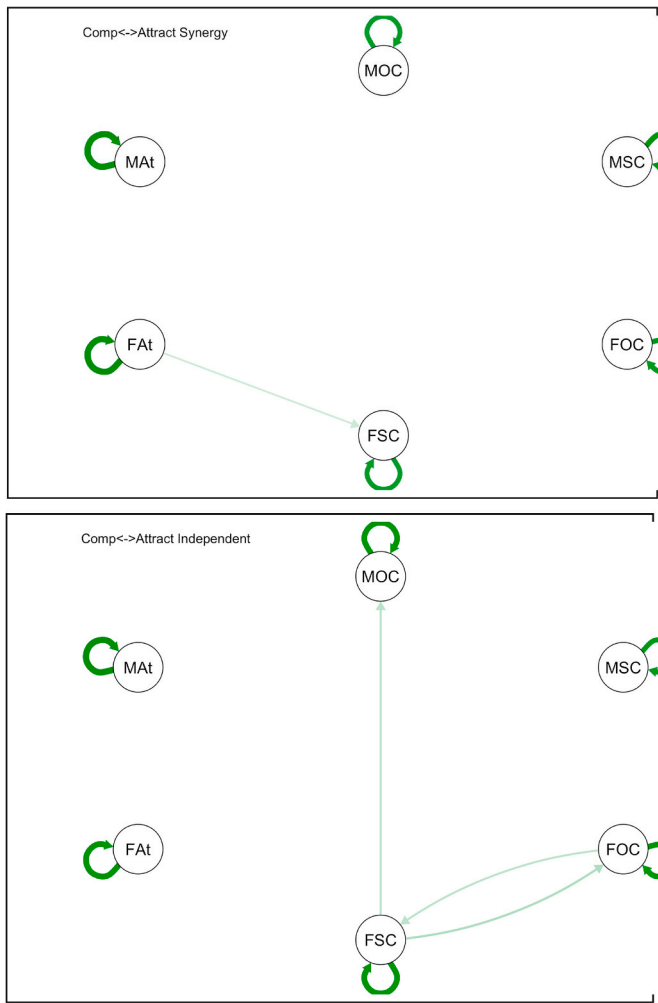 Comp<->Attract Synergy
MOC
MAt
MSC
FAt
FOC
FSC
Comp<->Attract Independent
MOC
MAt
MSC
FAt
FOC
FSC